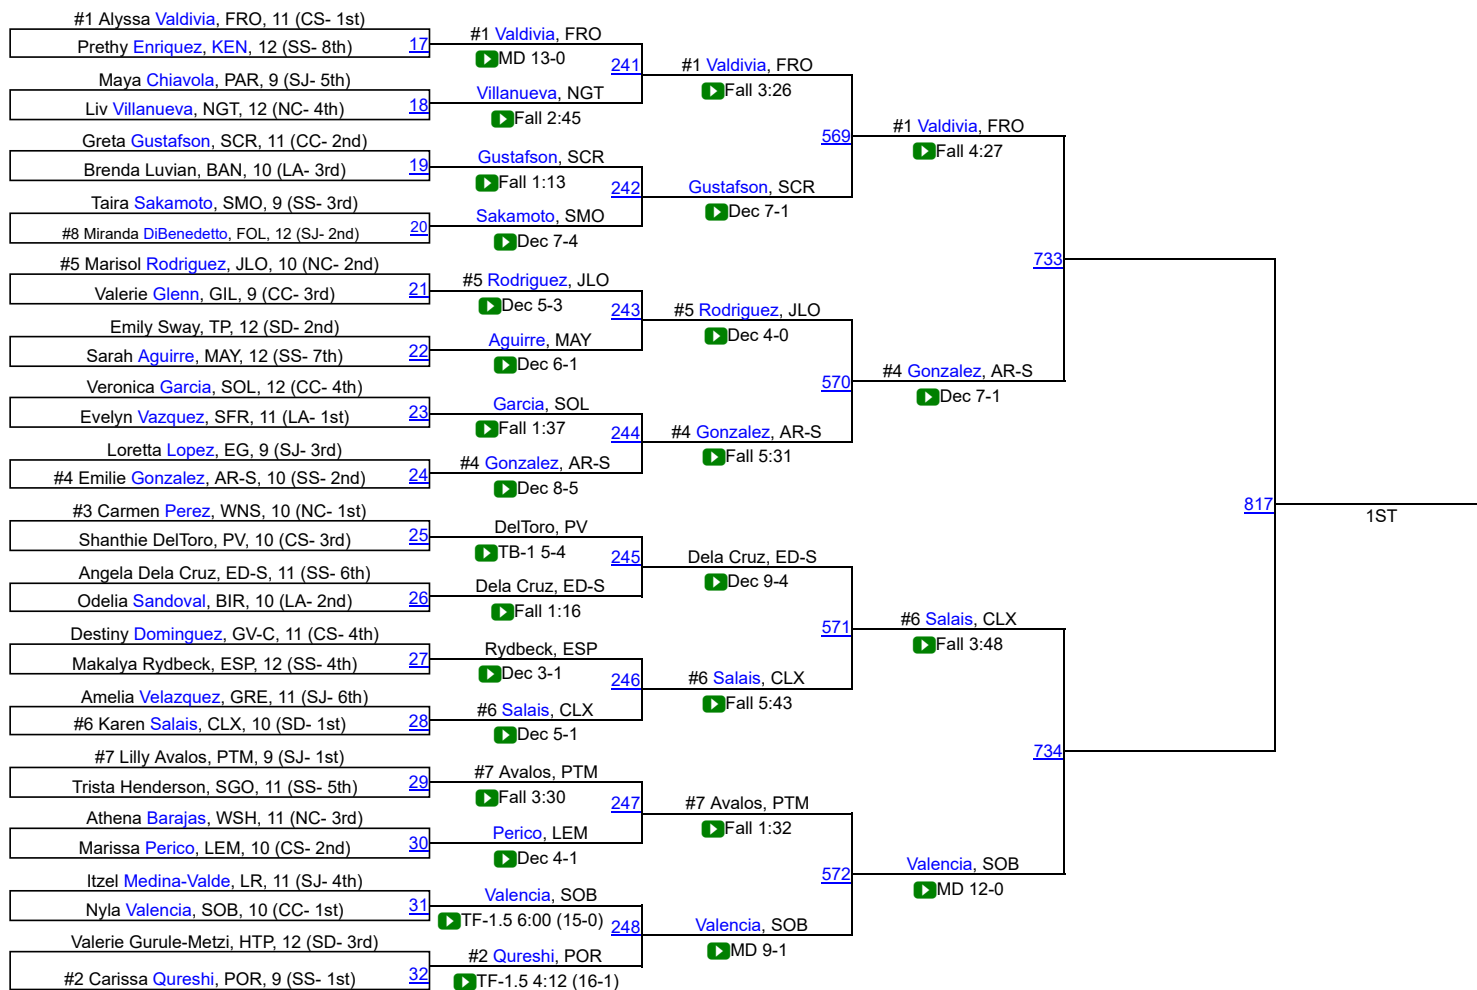 #1 Alyssa Valdivia, FRO, 11 (CS- 1st)
Prethy Enriquez, KEN, 12 (SS- 8th)
17
Maya Chiavola, PAR, 9 (SJ- 5th)
Liv Villanueva, NGT, 12 (NC- 4th)
18
Greta Gustafson, SCR, 11 (CC- 2nd)
Brenda Luvian, BAN, 10 (LA- 3rd)
19
Taira Sakamoto, SMO, 9 (SS- 3rd)
#8 Miranda DiBenedetto, FOL, 12 (SJ- 2nd)
20
#5 Marisol Rodriguez, JLO, 10 (NC- 2nd)
Valerie Glenn, GIL, 9 (CC- 3rd)
21
Emily Sway, TP, 12 (SD- 2nd)
Sarah Aguirre, MAY, 12 (SS- 7th)
22
Veronica Garcia, SOL, 12 (CC- 4th)
Evelyn Vazquez, SFR, 11 (LA- 1st)
23
Loretta Lopez, EG, 9 (SJ- 3rd)
#4 Emilie Gonzalez, AR-S, 10 (SS- 2nd)
24
#3 Carmen Perez, WNS, 10 (NC- 1st)
Shanthie DelToro, PV, 10 (CS- 3rd)
25
Angela Dela Cruz, ED-S, 11 (SS- 6th)
Odelia Sandoval, BIR, 10 (LA- 2nd)
26
Destiny Dominguez, GV-C, 11 (CS- 4th)
Makalya Rydbeck, ESP, 12 (SS- 4th)
27
Amelia Velazquez, GRE, 11 (SJ- 6th)
#6 Karen Salais, CLX, 10 (SD- 1st)
28
#7 Lilly Avalos, PTM, 9 (SJ- 1st)
Trista Henderson, SGO, 11 (SS- 5th)
29
Athena Barajas, WSH, 11 (NC- 3rd)
Marissa Perico, LEM, 10 (CS- 2nd)
30
Itzel Medina-Valde, LR, 11 (SJ- 4th)
Nyla Valencia, SOB, 10 (CC- 1st)
31
Valerie Gurule-Metzi, HTP, 12 (SD- 3rd)
#2 Carissa Qureshi, POR, 9 (SS- 1st)
32
#1 Valdivia, FRO
MD 13-0
241
Villanueva, NGT
Fall 2:45
Gustafson, SCR
Fall 1:13
242
Sakamoto, SMO
Dec 7-4
#5 Rodriguez, JLO
Dec 5-3
243
Aguirre, MAY
Dec 6-1
Garcia, SOL
Fall 1:37
244
#4 Gonzalez, AR-S
Dec 8-5
DelToro, PV
TB-1 5-4
245
Dela Cruz, ED-S
Fall 1:16
Rydbeck, ESP
Dec 3-1
246
#6 Salais, CLX
Dec 5-1
#7 Avalos, PTM
Fall 3:30
247
Perico, LEM
Dec 4-1
Valencia, SOB
TF-1.5 6:00 (15-0)
248
#2 Qureshi, POR
TF-1.5 4:12 (16-1)
#1 Valdivia, FRO
Fall 3:26
569
Gustafson, SCR
Dec 7-1
#5 Rodriguez, JLO
Dec 4-0
570
#4 Gonzalez, AR-S
Fall 5:31
Dela Cruz, ED-S
Dec 9-4
571
#6 Salais, CLX
Fall 5:43
#7 Avalos, PTM
Fall 1:32
572
Valencia, SOB
MD 9-1
#1 Valdivia, FRO
Fall 4:27
733
#4 Gonzalez, AR-S
Dec 7-1
#6 Salais, CLX
Fall 3:48
734
Valencia, SOB
MD 12-0
817
1ST